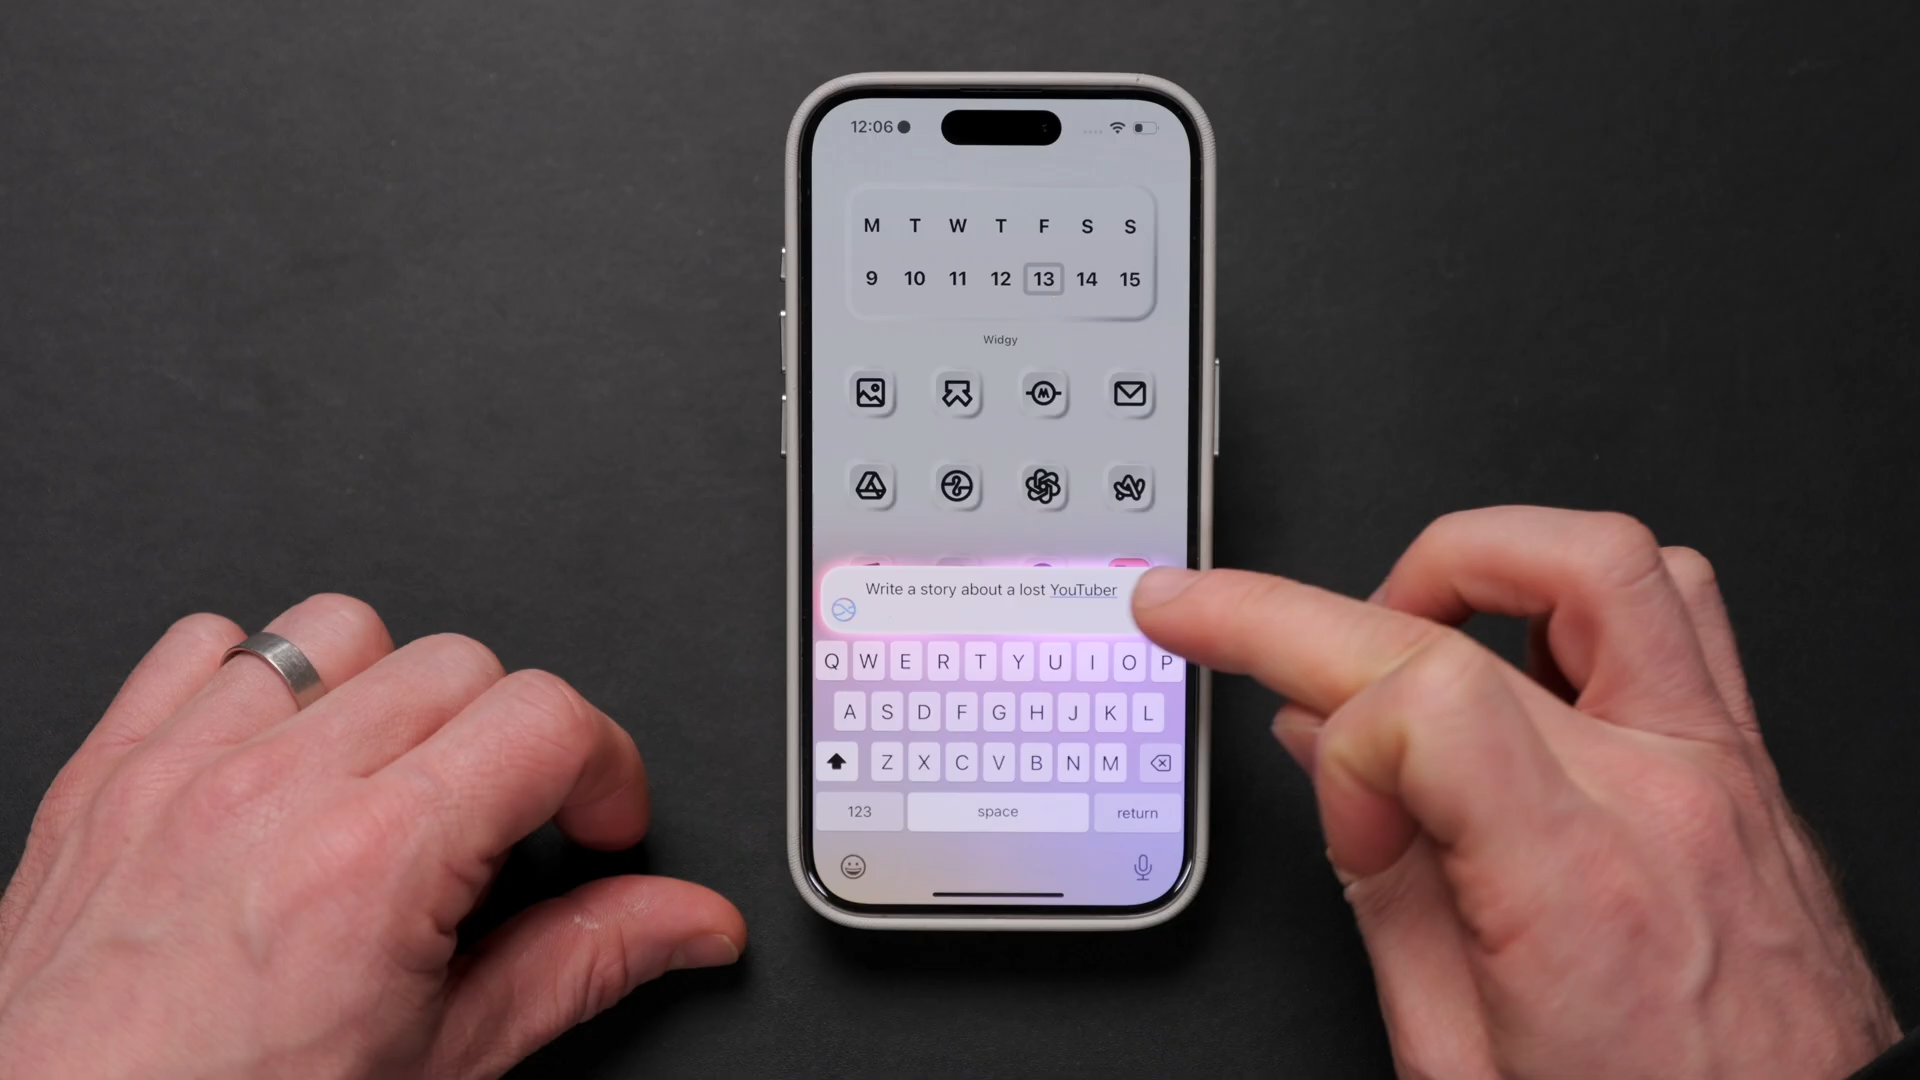 12:06
M T W T F S S
9 10 11 12 13 14 15
Widgy
Write a story about a lost YouTuber
Q W E R T Y U I O P
A S D F G H J K L
Z X C V B N M
123 space return